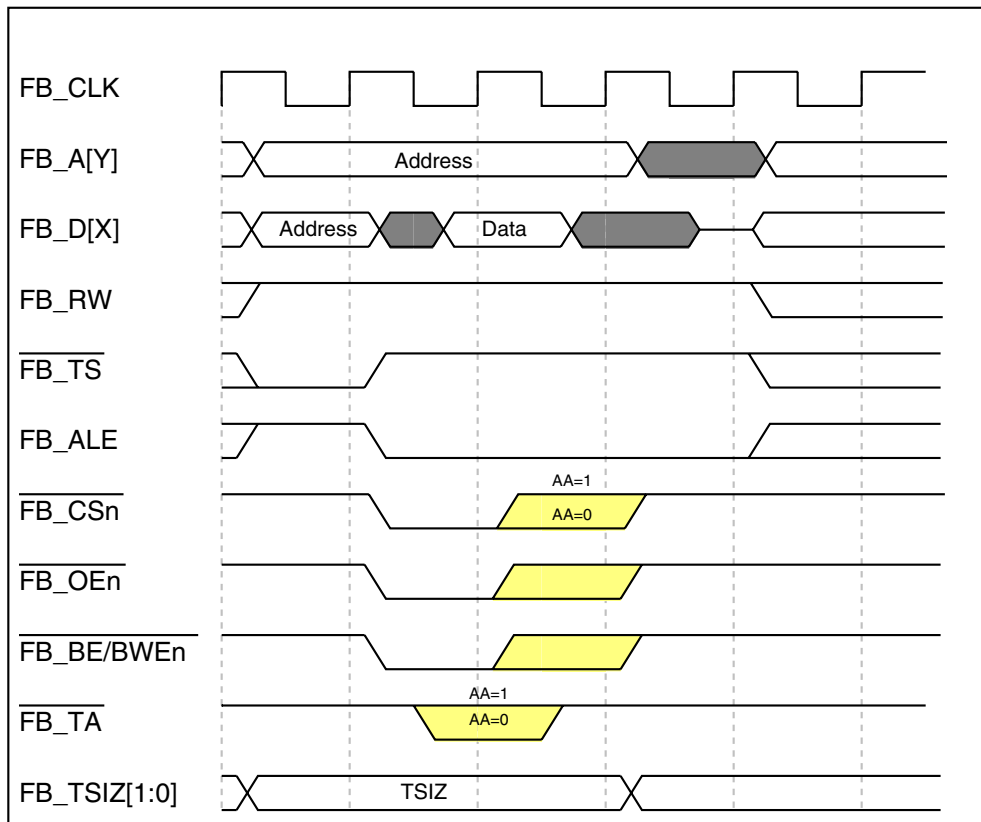 FB_CLK
FB_A[Y]
Address
FB_D[X]
Address
Data
FB_RW
FB_TS
FB_ALE
AA=1
FB_CSn
AA=0
FB_OEn
FB_BE/BWEn
AA=1
FB_TA
AA=0
FB_TSIZ[1:0]
TSIZ